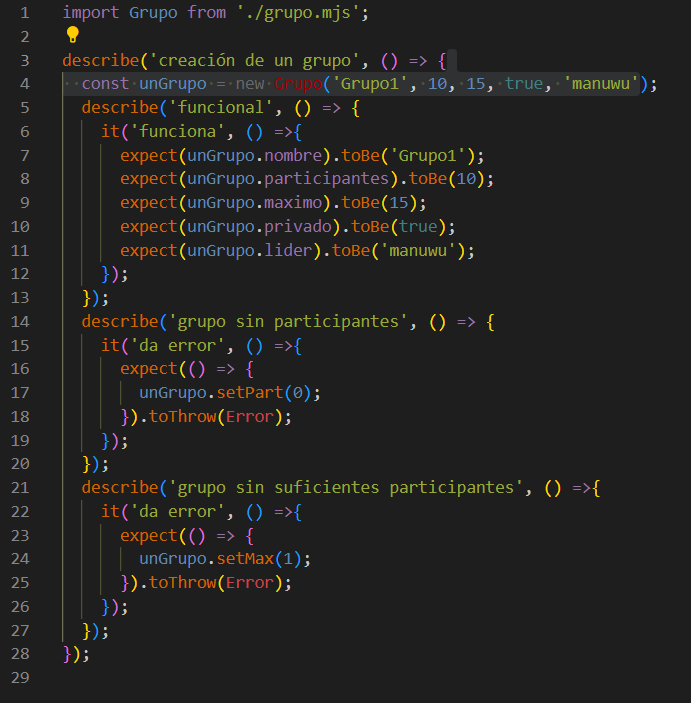 1 import Grupo from './grupo.mjs';
2
3 describe('creación de un grupo', () => {
4 const unGrupo = new Grupo('Grupo1', 10, 15, true, 'manuwu');
5 describe('funcional', () => {
6 it('funciona', () =>{
7 expect(unGrupo.nombre).toBe('Grupo1');
8 expect(unGrupo.participantes).toBe(10);
9 expect(unGrupo.maximo).toBe(15);
10 expect(unGrupo.privado).toBe(true);
11 expect(unGrupo.lider).toBe('manuwu');
12 });
13 });
14 describe('grupo sin participantes', () => {
15 it('da error', () =>{
16 expect(() => {
17 unGrupo.setPart(0);
18 }).toThrow(Error);
19 });
20 });
21 describe('grupo sin suficientes participantes', () =>{
22 it('da error', () =>{
23 expect(() => {
24 unGrupo.setMax(1);
25 }).toThrow(Error);
26 });
27 });
28 });
29